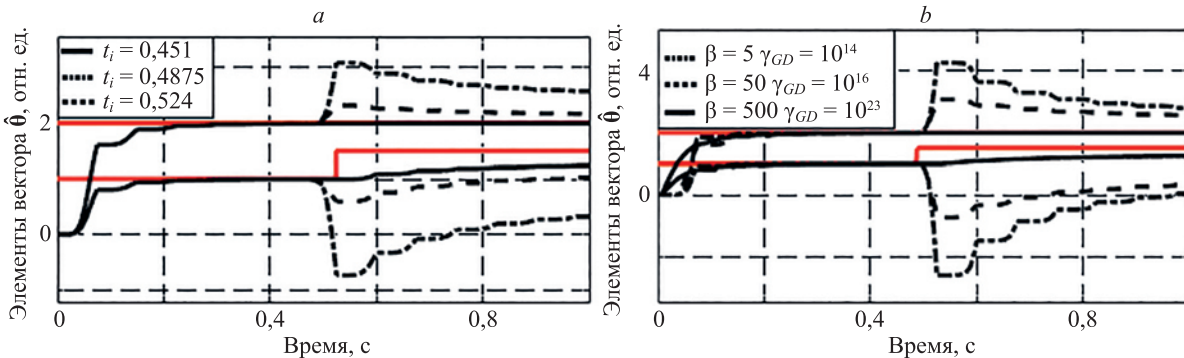 a
Элементы вектора θ̂, отн. ед.
t_i = 0,451
t_i = 0,4875
t_i = 0,524
2
0
0
0,4
0,8
Время, с
b
Элементы вектора θ̂, отн. ед.
β = 5 γ_GD = 10^14
β = 50 γ_GD = 10^16
β = 500 γ_GD = 10^23
4
0
0
0,4
0,8
Время, с